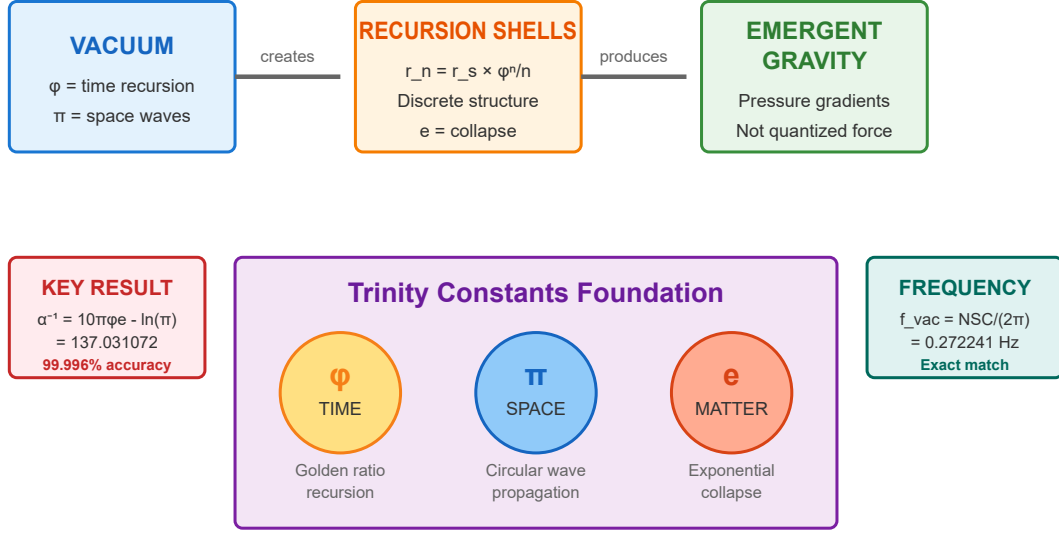 VACUUM
φ = time recursion
π = space waves
creates
RECURSION SHELLS
r_n = r_s × φⁿ/n
Discrete structure
e = collapse
produces
EMERGENT
GRAVITY
Pressure gradients
Not quantized force
KEY RESULT
α⁻¹ = 10πφe - ln(π)
= 137.031072
99.996% accuracy
Trinity Constants Foundation
φ
TIME
Golden ratio
recursion
π
SPACE
Circular wave
propagation
e
MATTER
Exponential
collapse
FREQUENCY
f_vac = NSC/(2π)
= 0.272241 Hz
Exact match